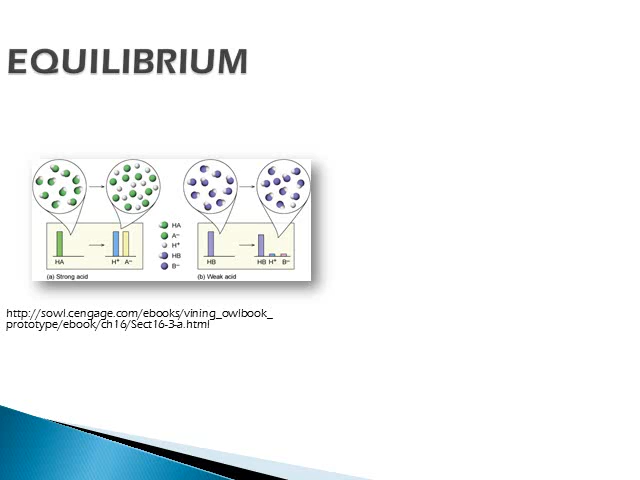 EQUILIBRIUM
HA
A⁻
H⁺
HB
B⁻
HA H⁺ A⁻
HB HB H⁺ B⁻
(a) Strong acid (b) Weak acid
http://sowl.cengage.com/ebooks/vining_owlbook_
prototype/ebook/ch16/Sect16-3-a.html